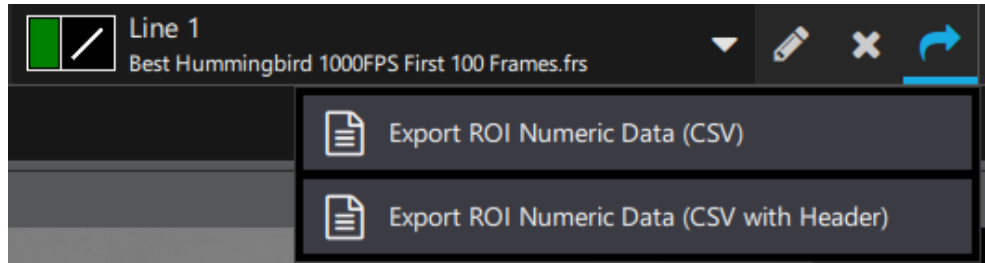 Line 1
Best Hummingbird 1000FPS First 100 Frames.frs
Export ROI Numeric Data (CSV)
Export ROI Numeric Data (CSV with Header)